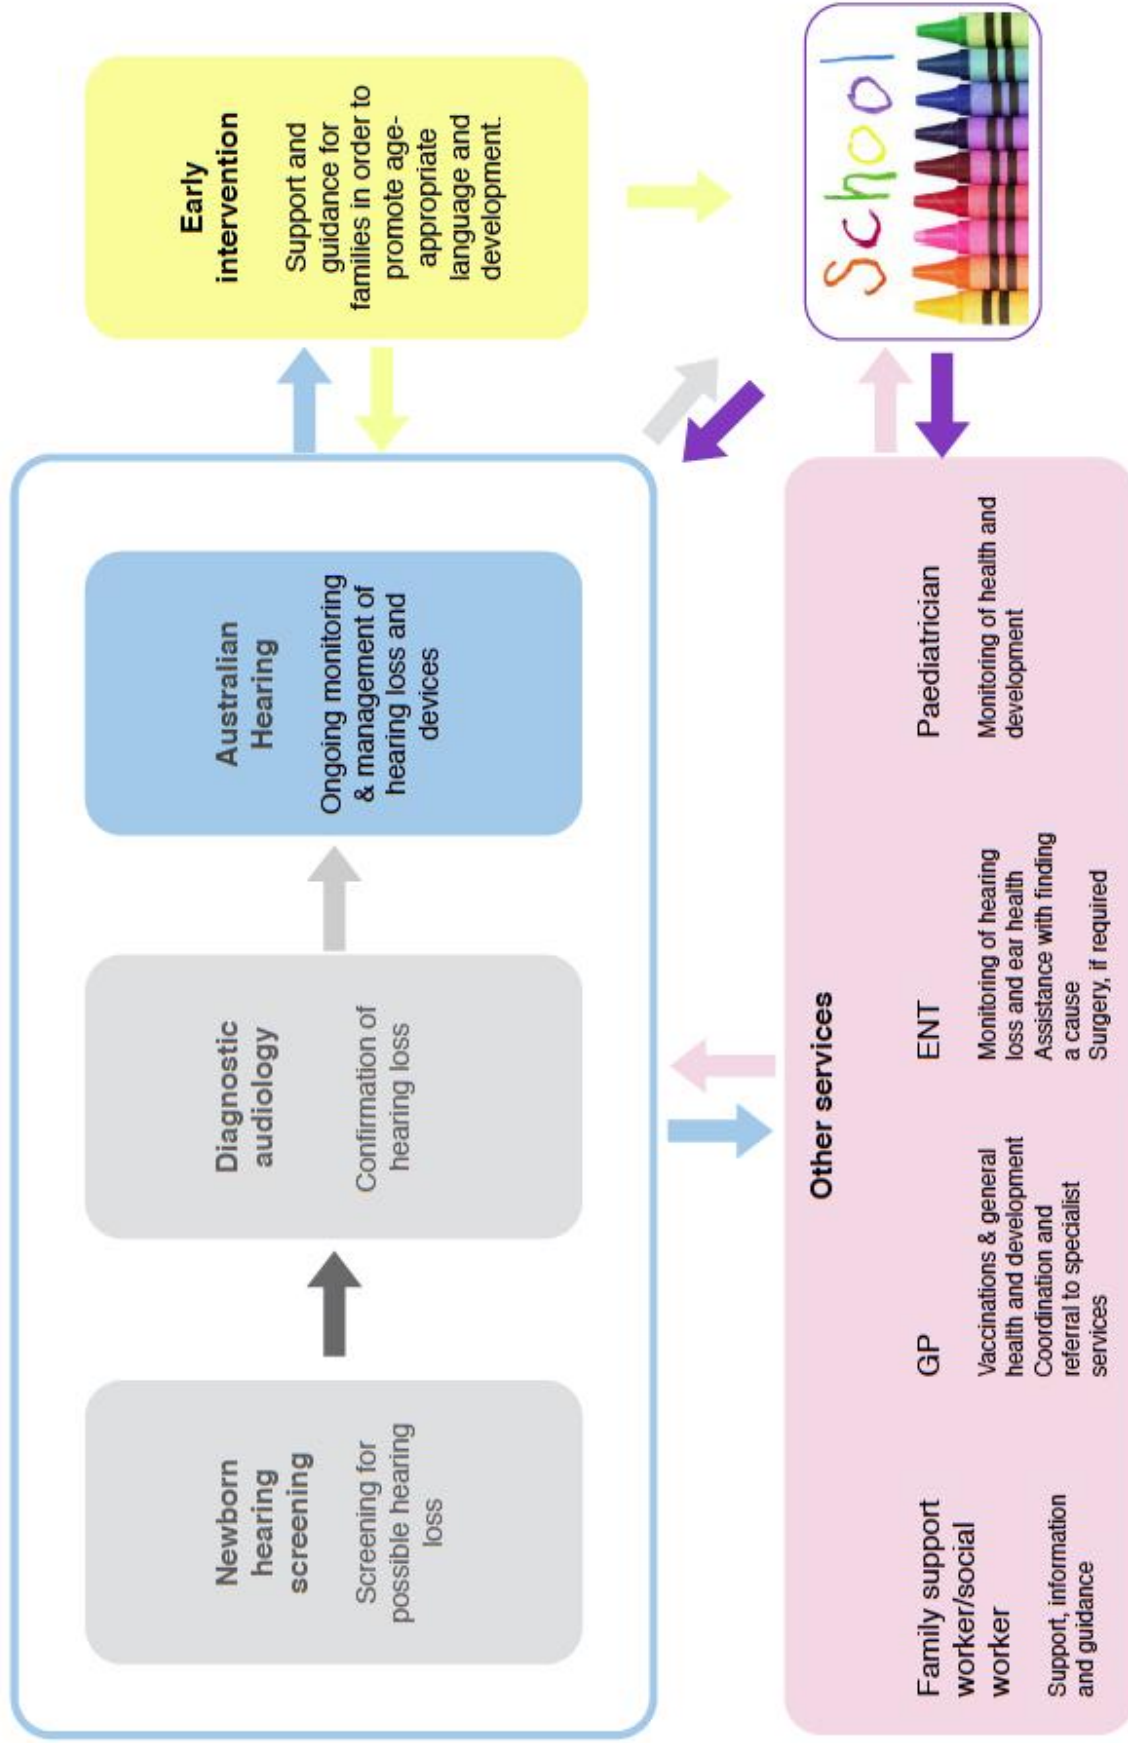 Newborn
hearing
screening
Screening for
possible hearing
loss
Diagnostic
audiology
Confirmation of
hearing loss
Australian
Hearing
Ongoing monitoring
& management of
hearing loss and
devices
Early
intervention
Support and
guidance for
families in order to
promote age-
appropriate
language and
development.
Other services
Family support
worker/social
worker
Support, information
and guidance
GP
Vaccinations & general
health and development
Coordination and
referral to specialist
services
ENT
Monitoring of hearing
loss and ear health
Assistance with finding
a cause
Surgery, if required
Paediatrician
Monitoring of health and
development
School